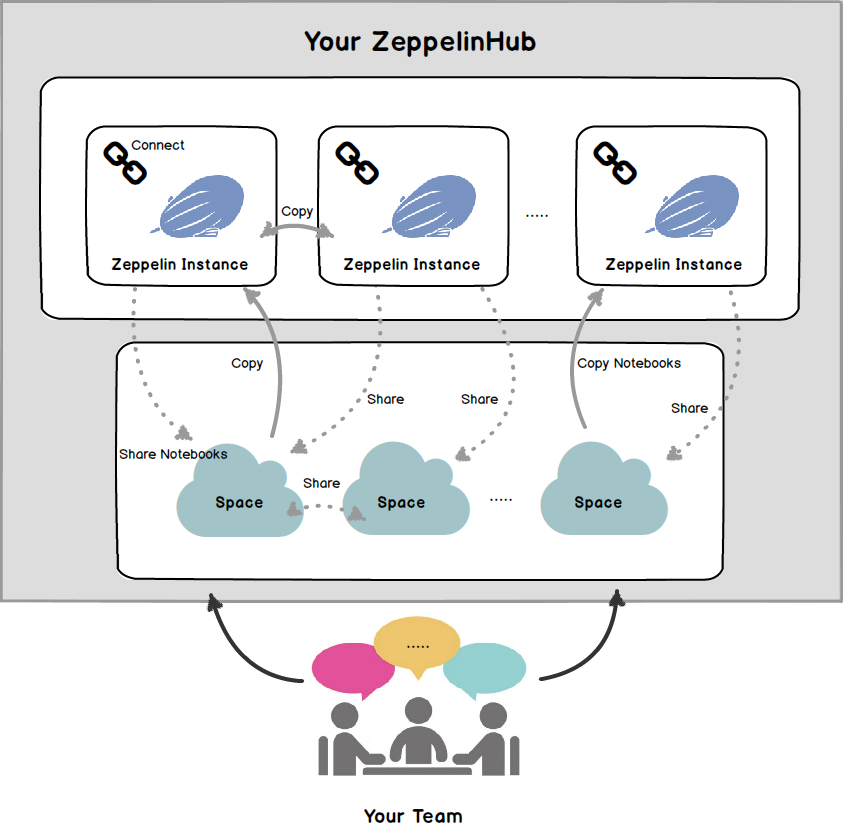 Your ZeppelinHub
Connect
Copy
.....
Zeppelin Instance
Zeppelin Instance
Zeppelin Instance
Copy
Copy Notebooks
Share
Share
Share
Share Notebooks
Share
Space
Space
.....
Space
.....
Your Team